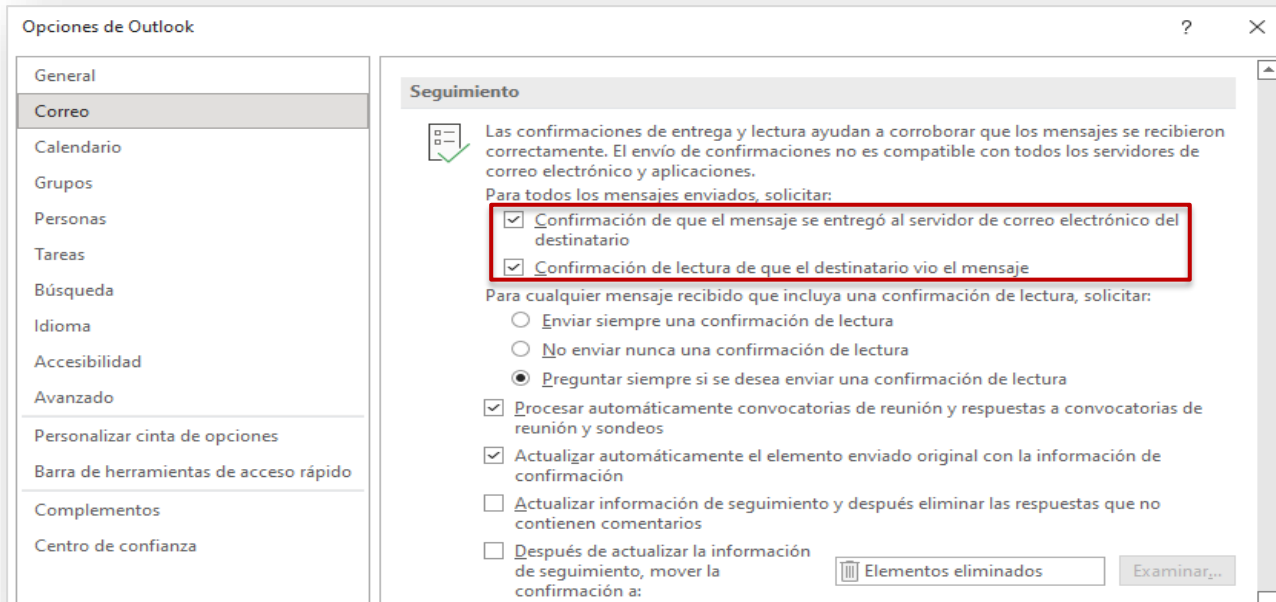 Opciones de Outlook
?
General
Correo
Calendario
Grupos
Personas
Tareas
Búsqueda
Idioma
Accesibilidad
Avanzado
Personalizar cinta de opciones
Barra de herramientas de acceso rápido
Complementos
Centro de confianza
Seguimiento
Las confirmaciones de entrega y lectura ayudan a corroborar que los mensajes se recibieron
correctamente. El envío de confirmaciones no es compatible con todos los servidores de
correo electrónico y aplicaciones.
Para todos los mensajes enviados, solicitar:
Confirmación de que el mensaje se entregó al servidor de correo electrónico del
destinatario
Confirmación de lectura de que el destinatario vio el mensaje
Para cualquier mensaje recibido que incluya una confirmación de lectura, solicitar:
Enviar siempre una confirmación de lectura
No enviar nunca una confirmación de lectura
Preguntar siempre si se desea enviar una confirmación de lectura
Procesar automáticamente convocatorias de reunión y respuestas a convocatorias de
reunión y sondeos
Actualizar automáticamente el elemento enviado original con la información de
confirmación
Actualizar información de seguimiento y después eliminar las respuestas que no
contienen comentarios
Después de actualizar la información
de seguimiento, mover la
confirmación a:
Elementos eliminados
Examinar...